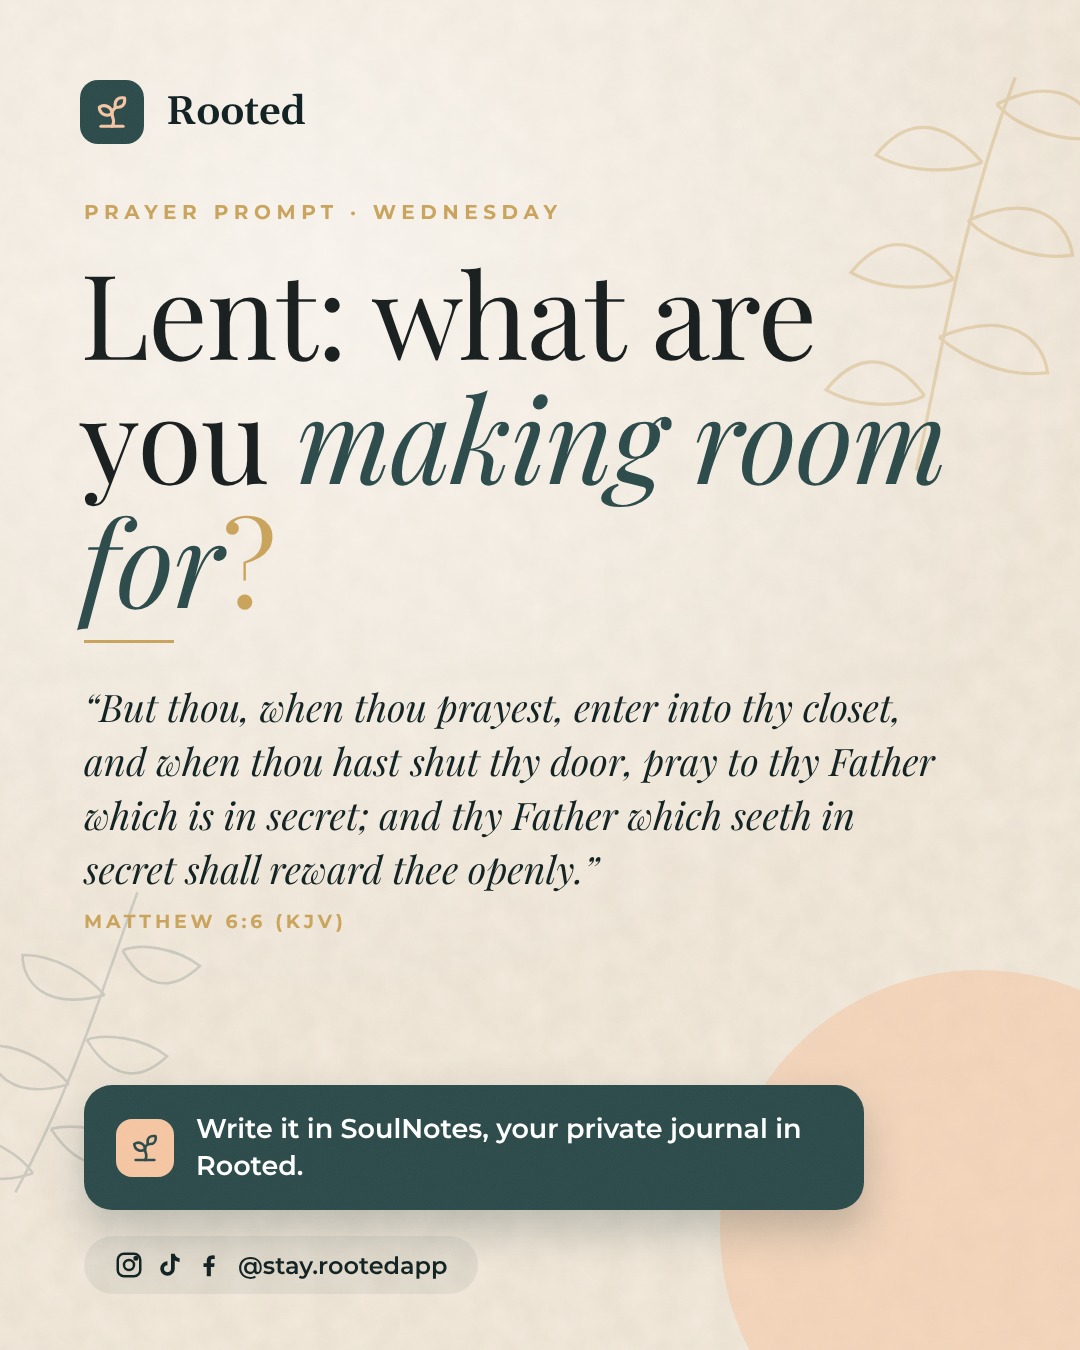 Rooted
PRAYER PROMPT · WEDNESDAY
Lent: what are
you making room
for?
“But thou, when thou prayest, enter into thy closet,
and when thou hast shut thy door, pray to thy Father
which is in secret; and thy Father which seeth in
secret shall reward thee openly.”
MATTHEW 6:6 (KJV)
Write it in SoulNotes, your private journal in
Rooted.
@stay.rootedapp